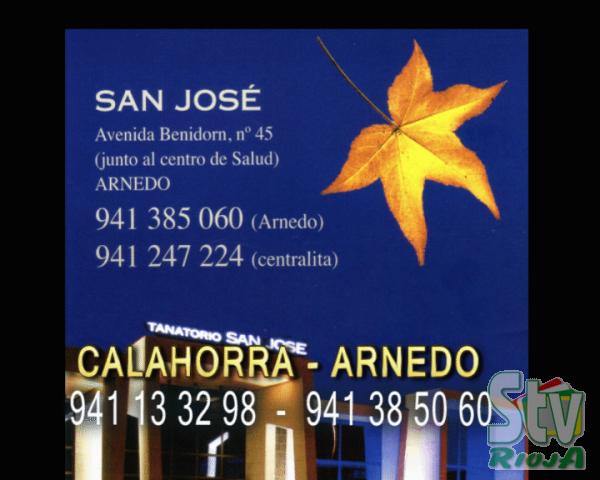 SAN JOSÉ
Avenida Benidorn, nº 45
(junto al centro de Salud)
ARNEDO
941 385 060 (Arnedo)
941 247 224 (centralita)
TANATORIO SAN JOSE
CALAHORRA - ARNEDO
941 13 32 98 - 941 38 50 60
Stv
RIOJA